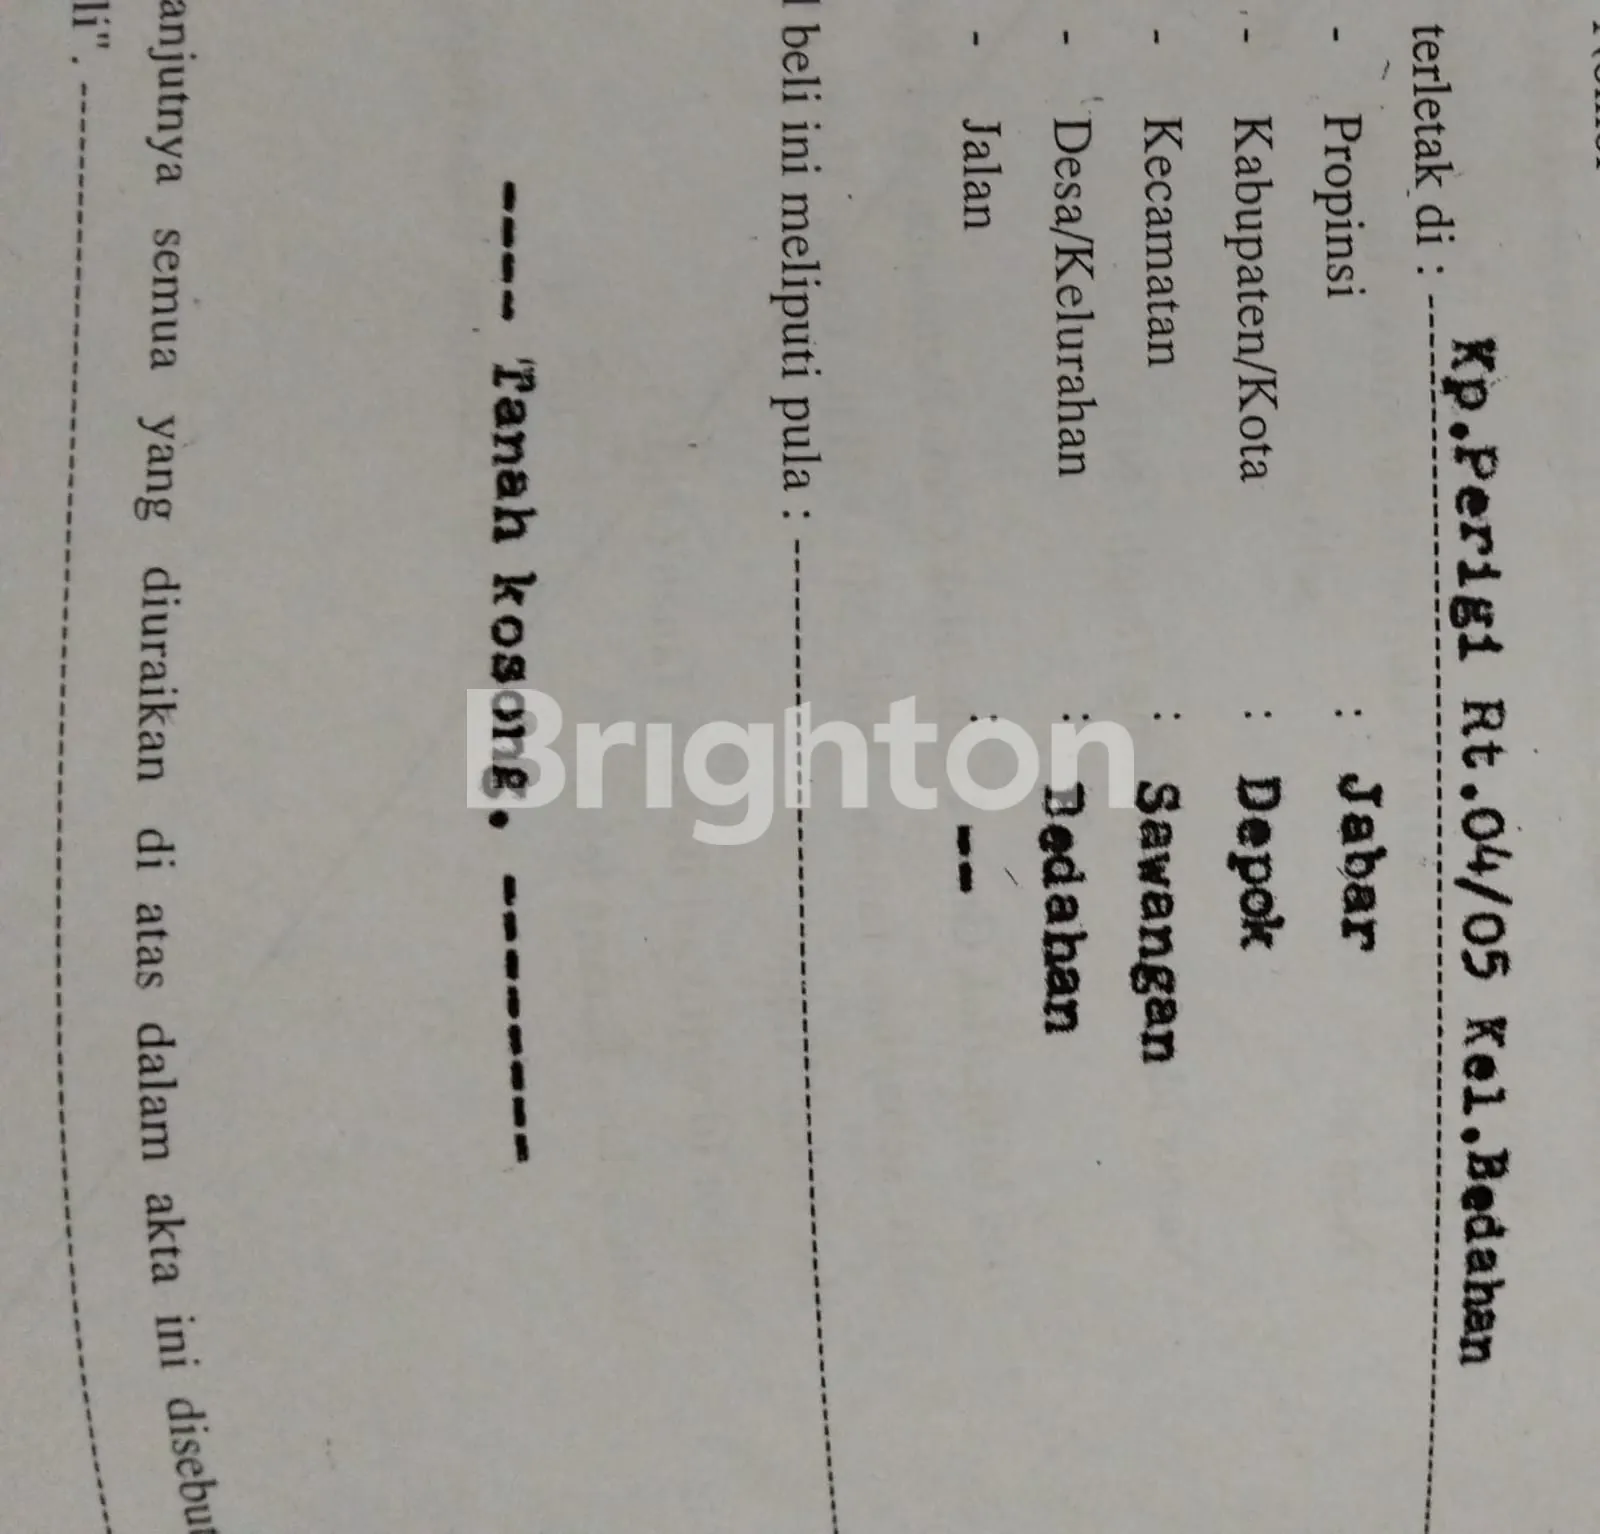 terletak di : Kp.Perigi Rt.04/05 Kel.Bedahan
- Propinsi : Jabar
- Kabupaten/Kota : Depok
- Kecamatan : Sawangan
- Desa/Kelurahan : Bedahan
- Jalan : --
beli ini meliputi pula : ----------
---- Tanah kosong. --------
anjutnya semua yang diuraikan di atas dalam akta ini disebut
li". ----------
Brighton